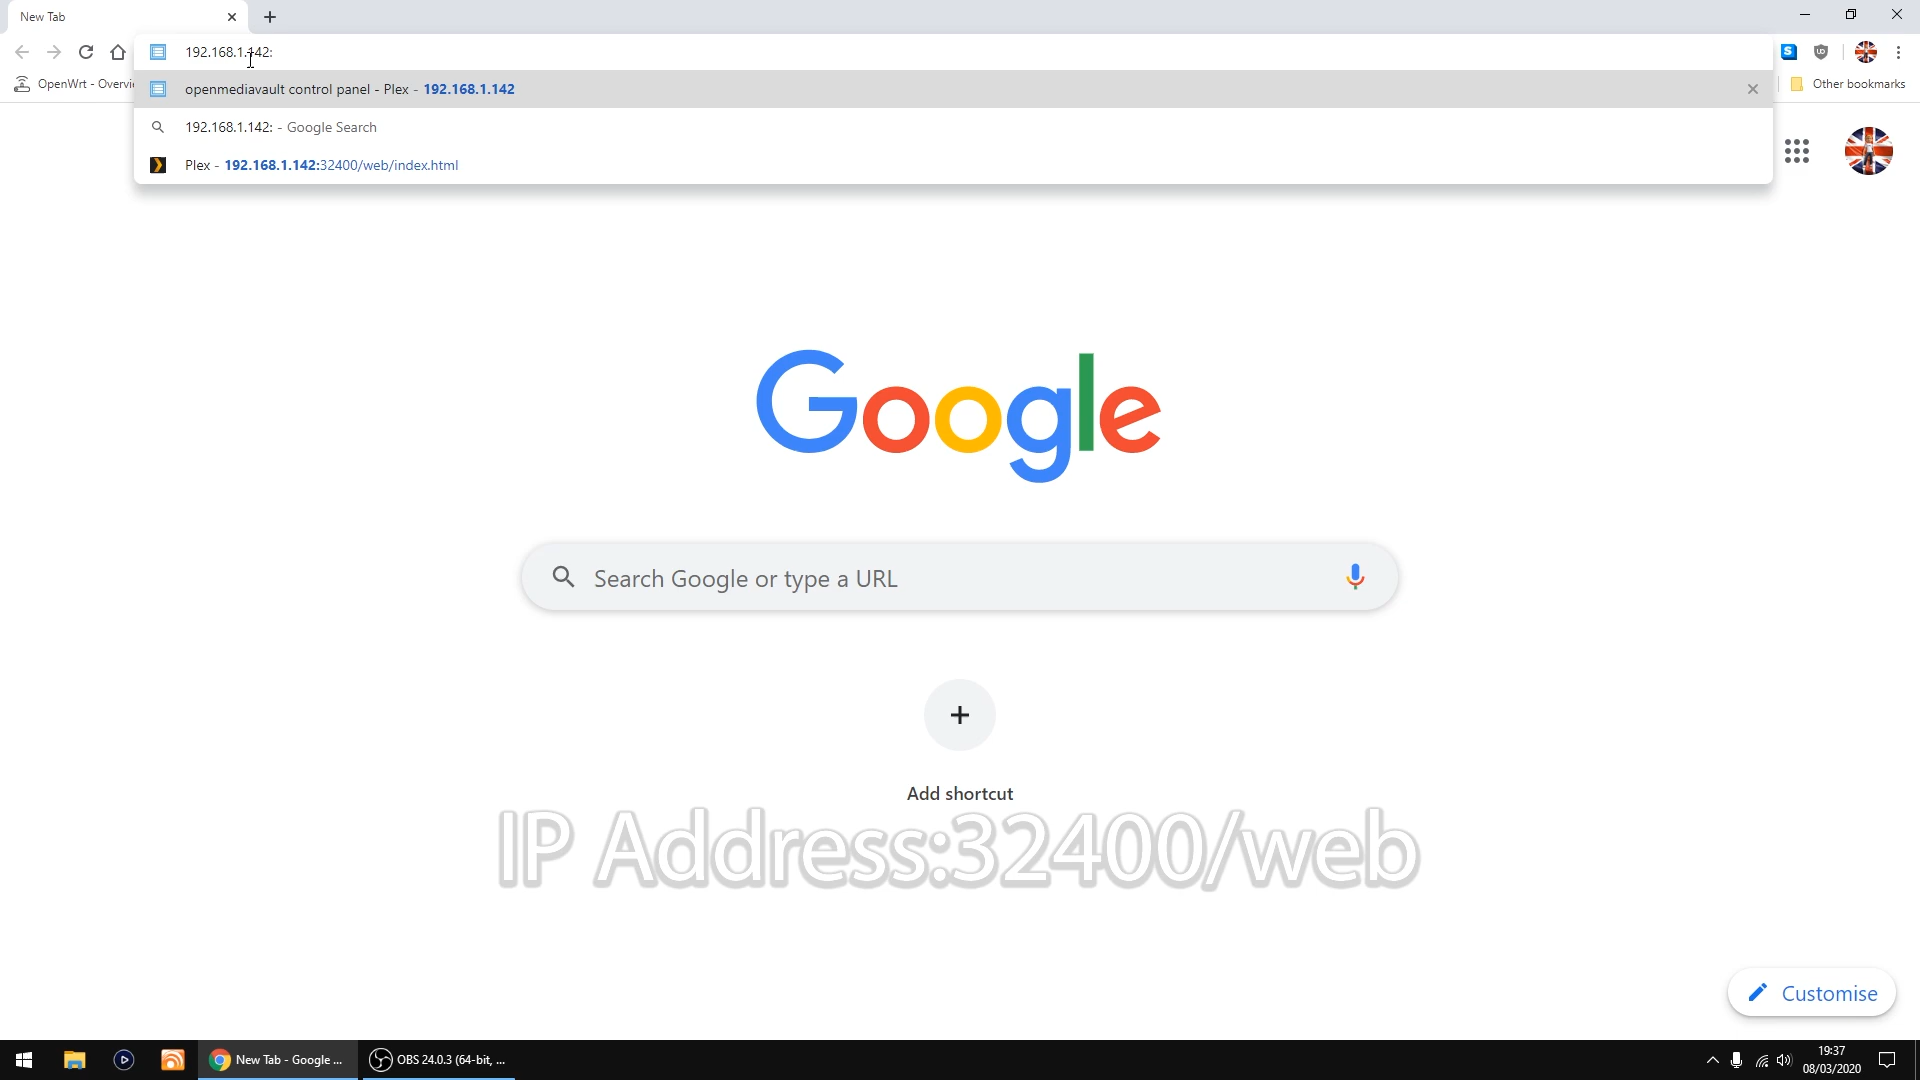 New Tab
192.168.1.142:
openmediavault control panel - Plex - 192.168.1.142
192.168.1.142: - Google Search
Plex - 192.168.1.142:32400/web/index.html
OpenWrt - Overvi
Other bookmarks
Google
Search Google or type a URL
Add shortcut
IP Address:32400/web
Customise
New Tab - Google ...
OBS 24.0.3 (64-bit, ...
19:37
08/03/2020